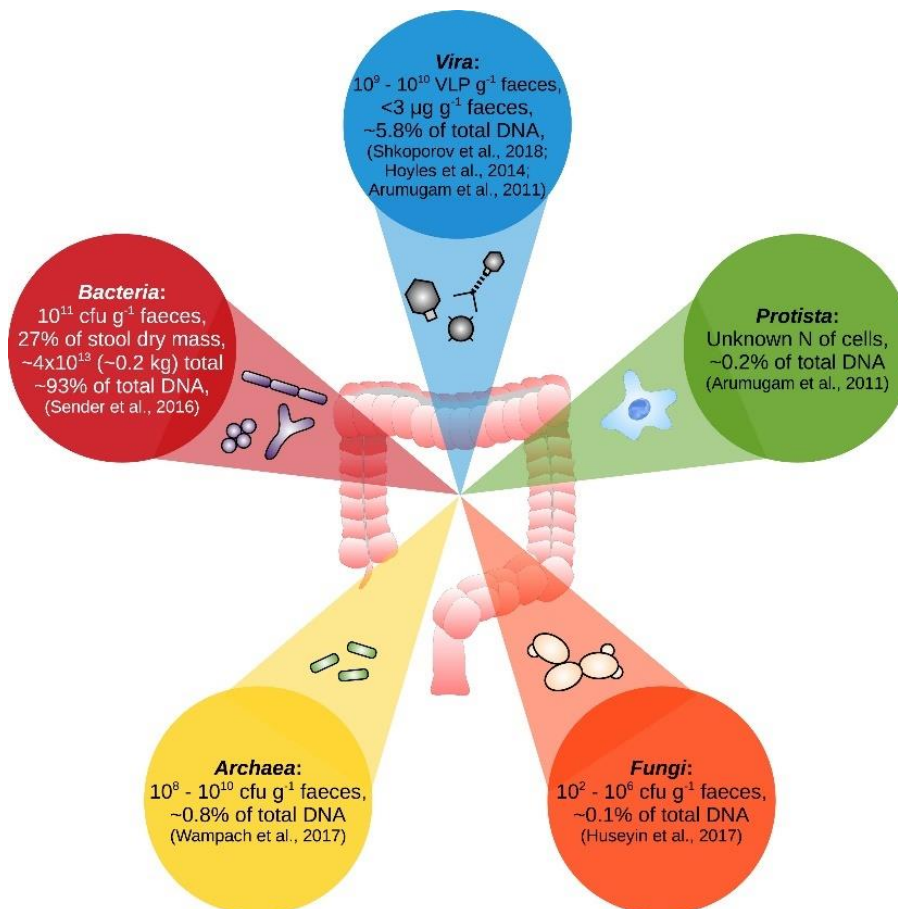 Vira:
10⁹ - 10¹⁰ VLP g⁻¹ faeces,
<3 µg g⁻¹ faeces,
~5.8% of total DNA,
(Shkoporov et al., 2018;
Hoyles et al., 2014;
Arumugam et al., 2011)
Bacteria:
10¹¹ cfu g⁻¹ faeces,
27% of stool dry mass,
~4x10¹³ (~0.2 kg) total
~93% of total DNA,
(Sender et al., 2016)
Protista:
Unknown N of cells,
~0.2% of total DNA
(Arumugam et al., 2011)
Archaea:
10⁸ - 10¹⁰ cfu g⁻¹ faeces,
~0.8% of total DNA
(Wampach et al., 2017)
Fungi:
10² - 10⁶ cfu g⁻¹ faeces,
~0.1% of total DNA
(Huseyin et al., 2017)